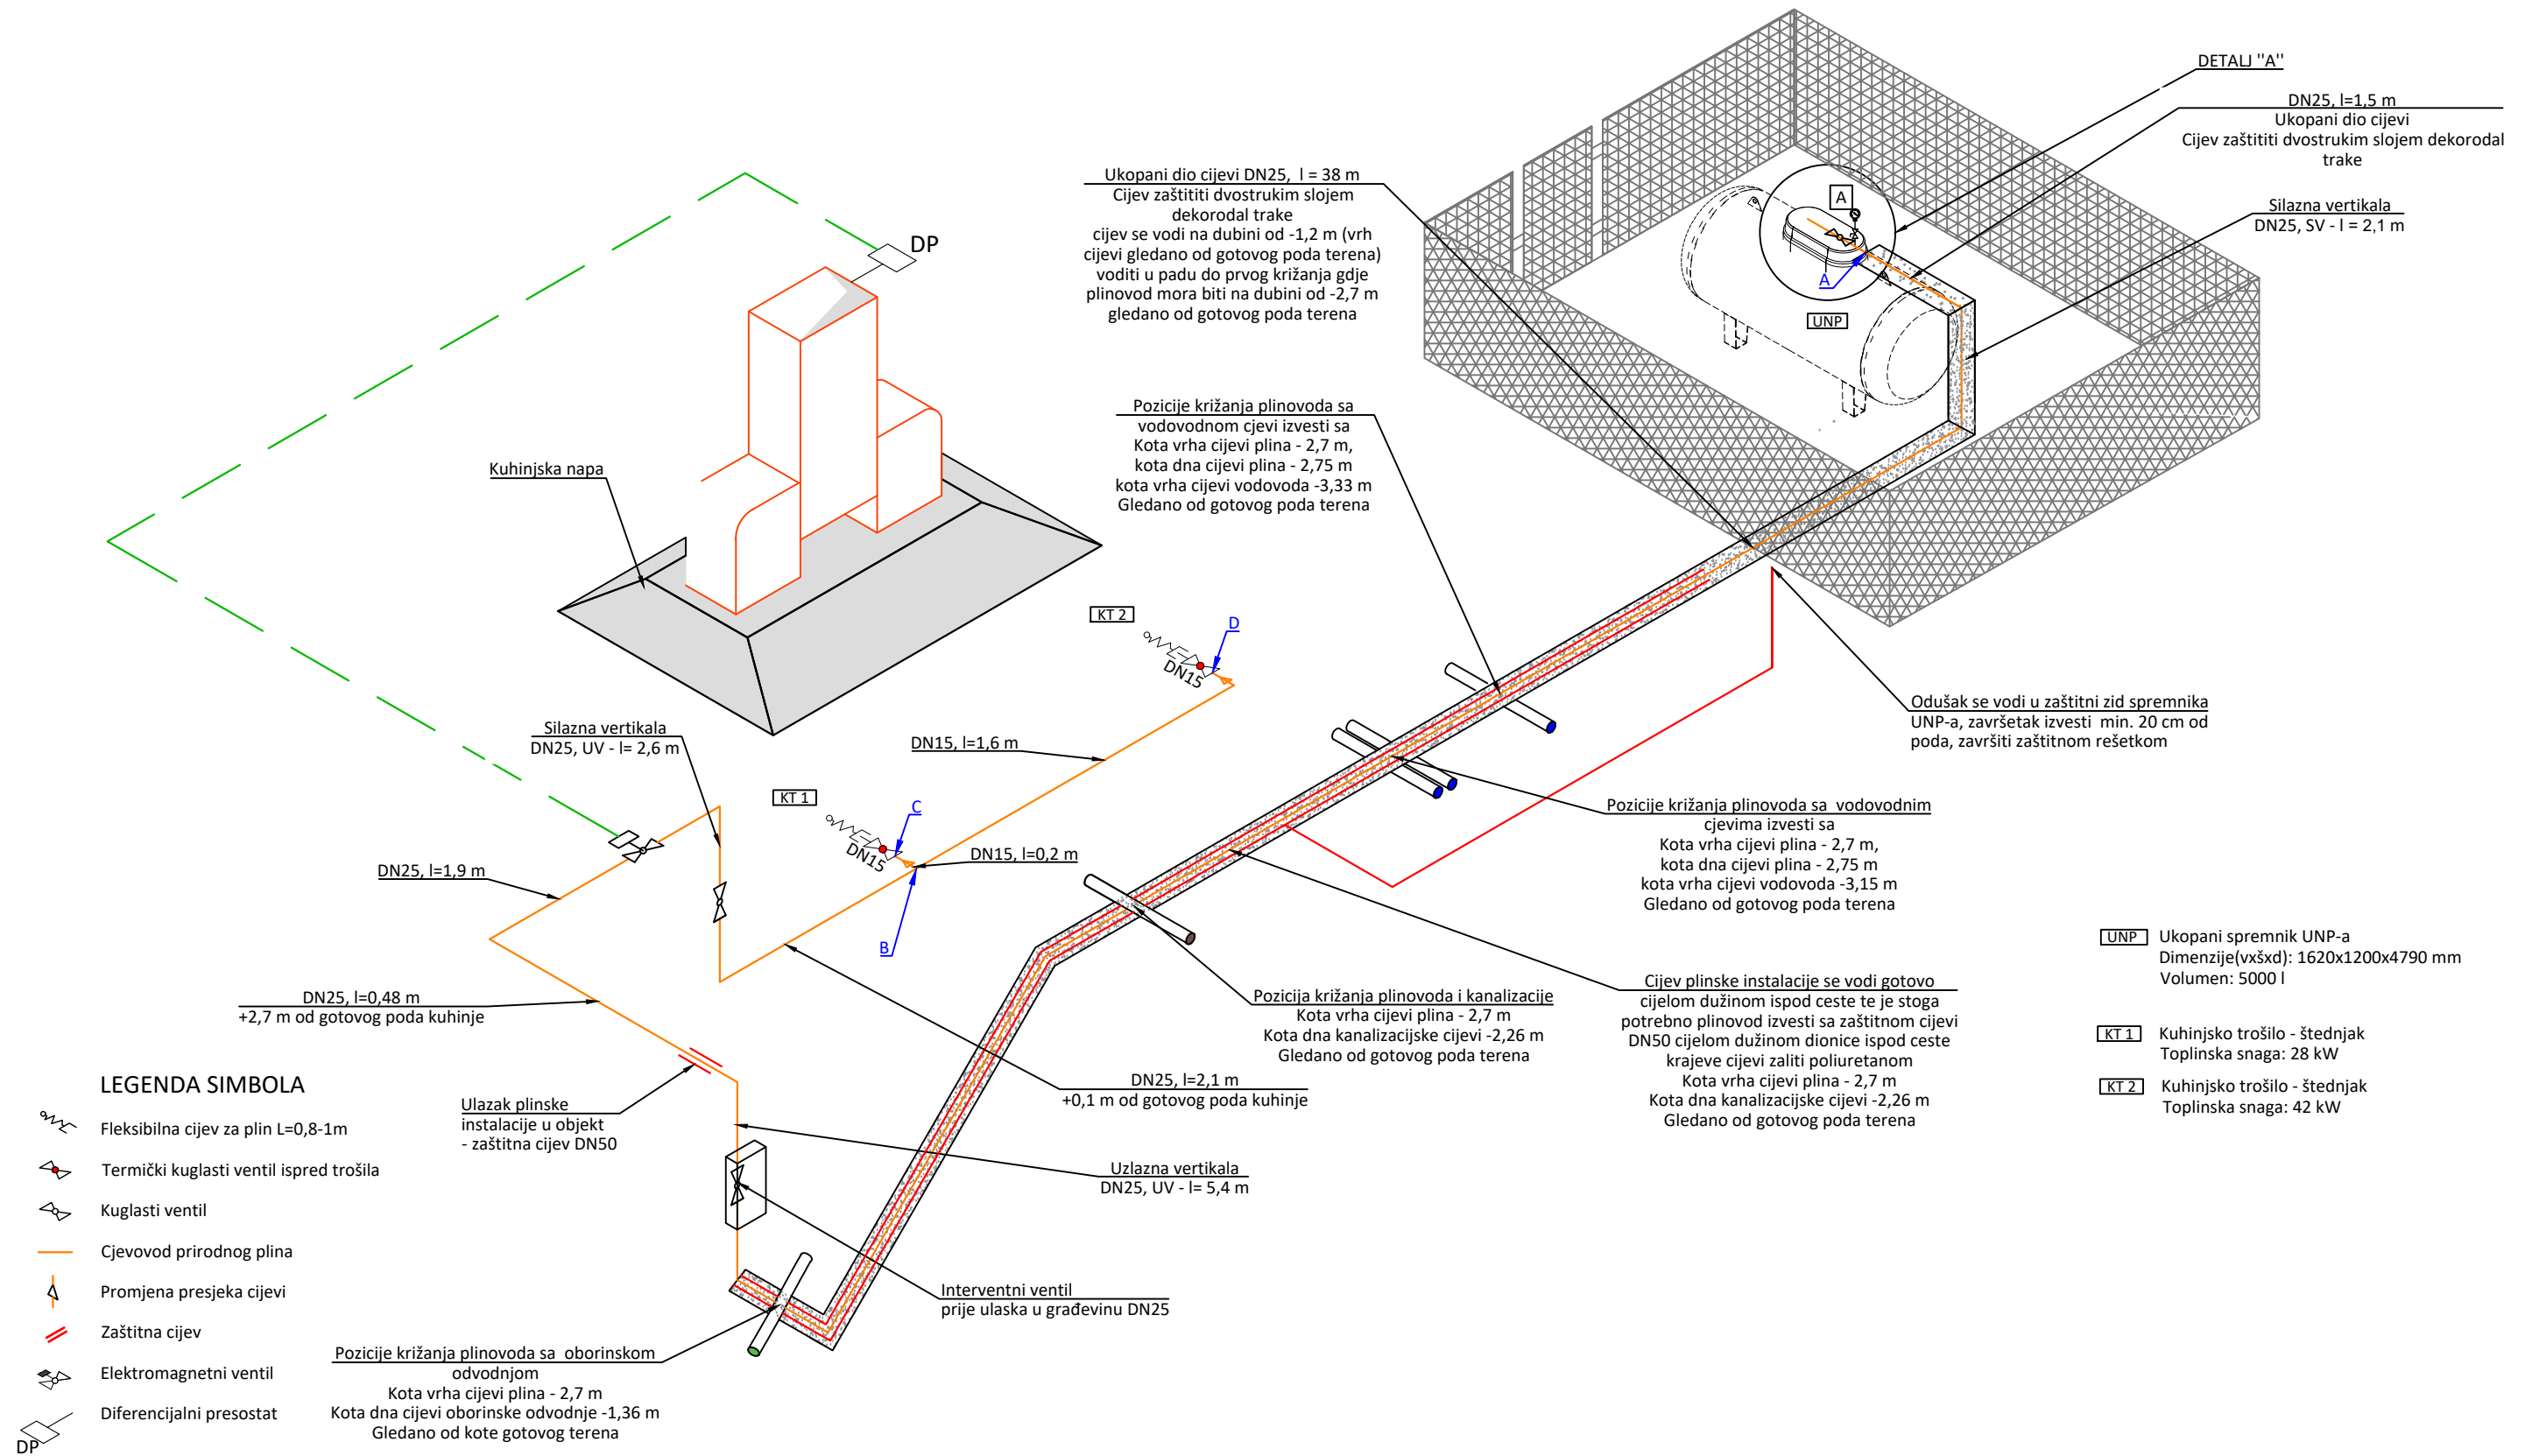 DETALJ "A"
DN25, l=1,5 m
Ukopani dio cijevi
Cijev zaštititi dvostrukim slojem dekorodal
trake
Silazna vertikala
DN25, SV - l = 2,1 m
Ukopani dio cijevi DN25, l = 38 m
Cijev zaštititi dvostrukim slojem
dekorodal trake
cijev se vodi na dubini od -1,2 m (vrh
cijevi gledano od gotovog poda terena)
voditi u padu do prvog križanja gdje
plinovod mora biti na dubini od -2,7 m
gledano od gotovog poda terena
A
A
UNP
DP
Kuhinjska napa
Pozicije križanja plinovoda sa
vodovodnom cjevi izvesti sa
Kota vrha cijevi plina - 2,7 m,
kota dna cijevi plina - 2,75 m
kota vrha cijevi vodovoda -3,33 m
Gledano od gotovog poda terena
KT 2
D
DN15
Silazna vertikala
DN25, UV - l= 2,6 m
DN15, l=1,6 m
KT 1
C
DN15
DN15, l=0,2 m
B
DN25, l=1,9 m
DN25, l=0,48 m
+2,7 m od gotovog poda kuhinje
Odušak se vodi u zaštitni zid spremnika
UNP-a, završetak izvesti min. 20 cm od
poda, završiti zaštitnom rešetkom
Pozicije križanja plinovoda sa vodovodnim
cjevima izvesti sa
Kota vrha cijevi plina - 2,7 m,
kota dna cijevi plina - 2,75 m
kota vrha cijevi vodovoda -3,15 m
Gledano od gotovog poda terena
Pozicija križanja plinovoda i kanalizacije
Kota vrha cijevi plina - 2,7 m
Kota dna kanalizacijske cijevi -2,26 m
Gledano od gotovog poda terena
Cijev plinske instalacije se vodi gotovo
cijelom dužinom ispod ceste te je stoga
potrebno plinovod izvesti sa zaštitnom cijevi
DN50 cijelom dužinom dionice ispod ceste
krajeve cijevi zaliti poliuretanom
Kota vrha cijevi plina - 2,7 m
Kota dna kanalizacijske cijevi -2,26 m
Gledano od gotovog poda terena
UNP Ukopani spremnik UNP-a
Dimenzije(vxšxd): 1620x1200x4790 mm
Volumen: 5000 l
KT 1 Kuhinjsko trošilo - štednjak
Toplinska snaga: 28 kW
KT 2 Kuhinjsko trošilo - štednjak
Toplinska snaga: 42 kW
DN25, l=2,1 m
+0,1 m od gotovog poda kuhinje
Ulazak plinske
instalacije u objekt
- zaštitna cijev DN50
Uzlazna vertikala
DN25, UV - l= 5,4 m
Interventni ventil
prije ulaska u građevinu DN25
Pozicije križanja plinovoda sa oborinskom
odvodnjom
Kota vrha cijevi plina - 2,7 m
Kota dna cijevi oborinske odvodnje -1,36 m
Gledano od kote gotovog terena
LEGENDA SIMBOLA
Fleksibilna cijev za plin L=0,8-1m
Termički kuglasti ventil ispred trošila
Kuglasti ventil
Cjevovod prirodnog plina
Promjena presjeka cijevi
Zaštitna cijev
Elektromagnetni ventil
Diferencijalni presostat
DP